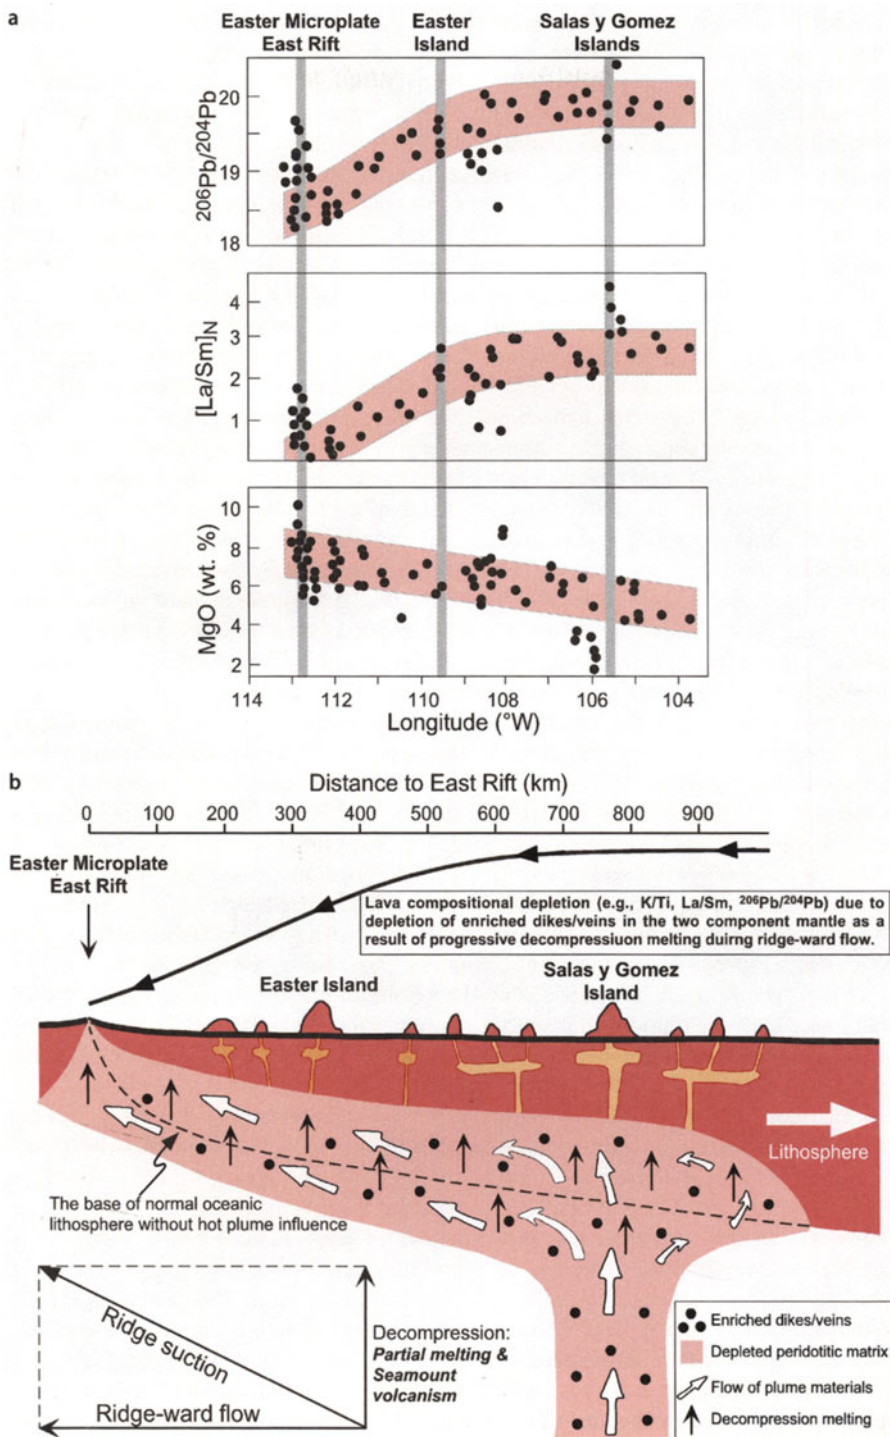 a
Easter Microplate
East Rift
Easter
Island
Salas y Gomez
Islands
206Pb/204Pb
20
19
18
[La/Sm]N
4
3
2
1
MgO (wt. %)
10
8
6
4
2
114 112 110 108 106 104
Longitude (°W)
b
Distance to East Rift (km)
0 100 200 300 400 500 600 700 800 900
Easter Microplate
East Rift
Lava compositional depletion (e.g., K/Ti, La/Sm, 206Pb/204Pb) due to
depletion of enriched dikes/veins in the two component mantle as a
result of progressive decompressiuon melting duirng ridge-ward flow.
Easter Island
Salas y Gomez
Island
Lithosphere
The base of normal oceanic
lithosphere without hot plume influence
Ridge suction
Ridge-ward flow
Decompression:
Partial melting &
Seamount
volcanism
Enriched dikes/veins
Depleted peridotitic matrix
Flow of plume materials
Decompression melting